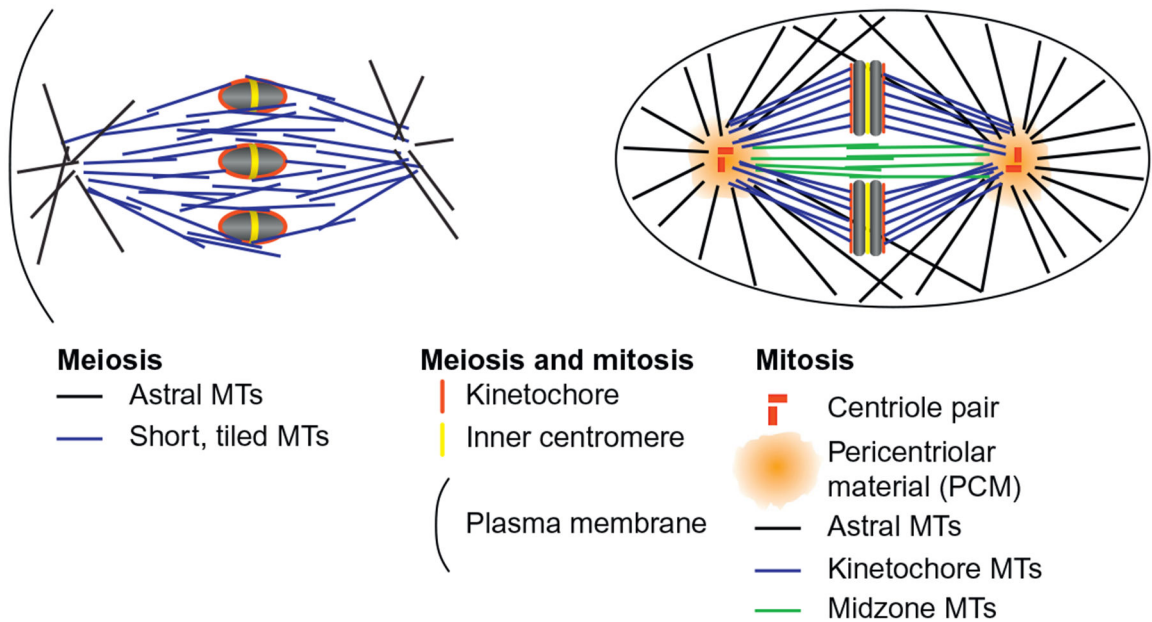 Meiosis
Astral MTs
Short, tiled MTs
Meiosis and mitosis
Kinetochore
Inner centromere
Plasma membrane
Mitosis
Centriole pair
Pericentriolar
material (PCM)
Astral MTs
Kinetochore MTs
Midzone MTs